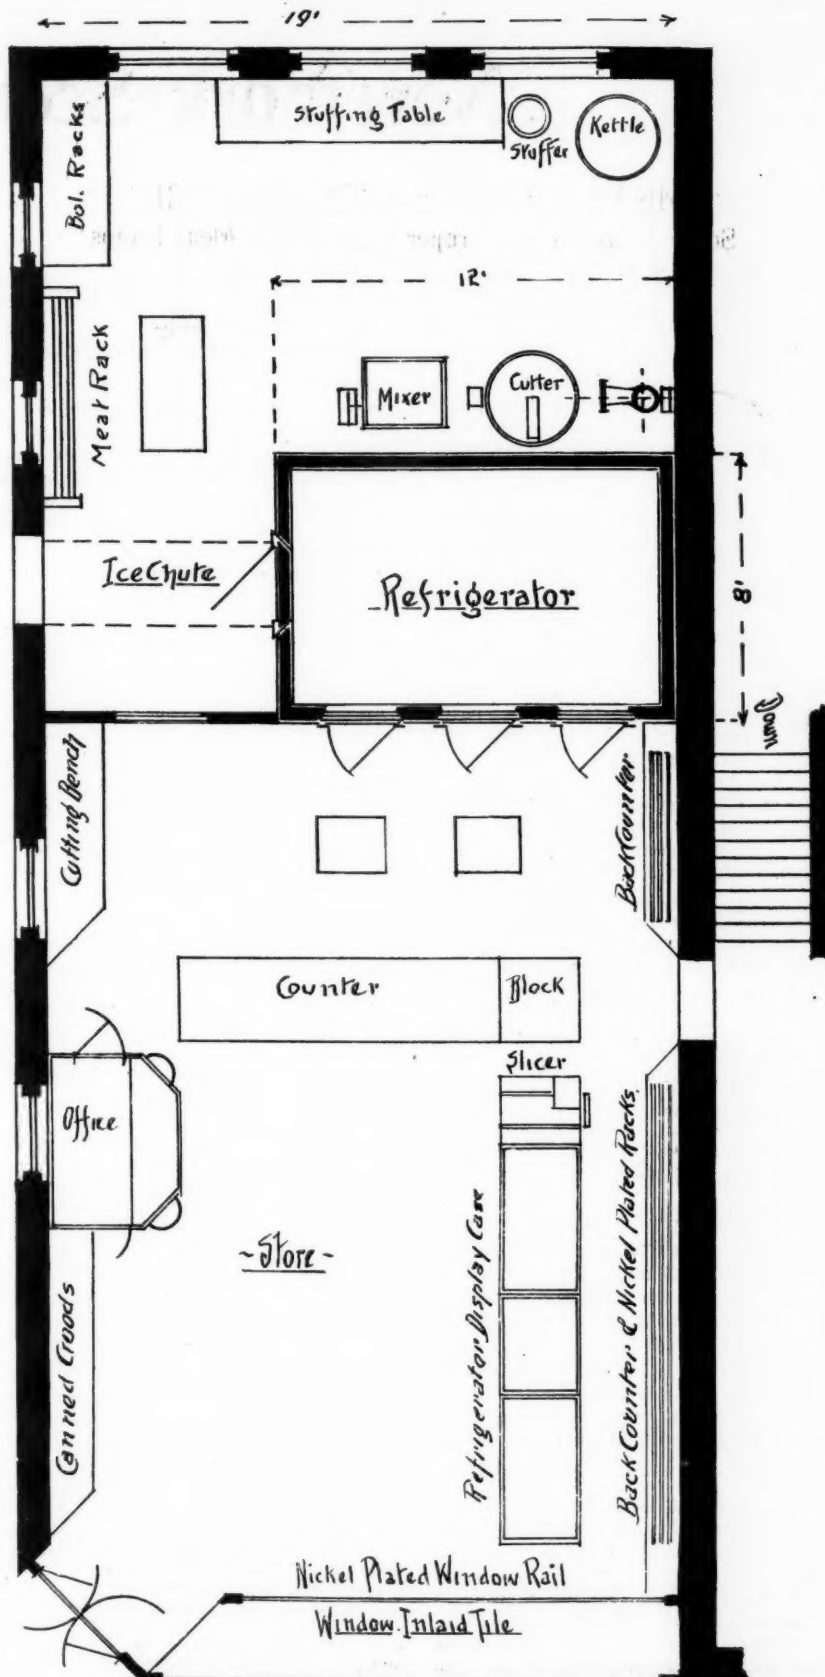 19'
Stuffing Table
Kettle
Stuffer
Bol. Racks
12'
Meat Rack
Mixer
Cutter
Ice Chute
Refrigerator
8'
Down
Cutting Bench
Back Counter
Counter
Block
Slicer
Office
~Store-
Refrigerator Display Case
Back Counter & Nickel Plated Racks
Canned Goods
Nickel Plated Window Rail
Window Inlaid Tile